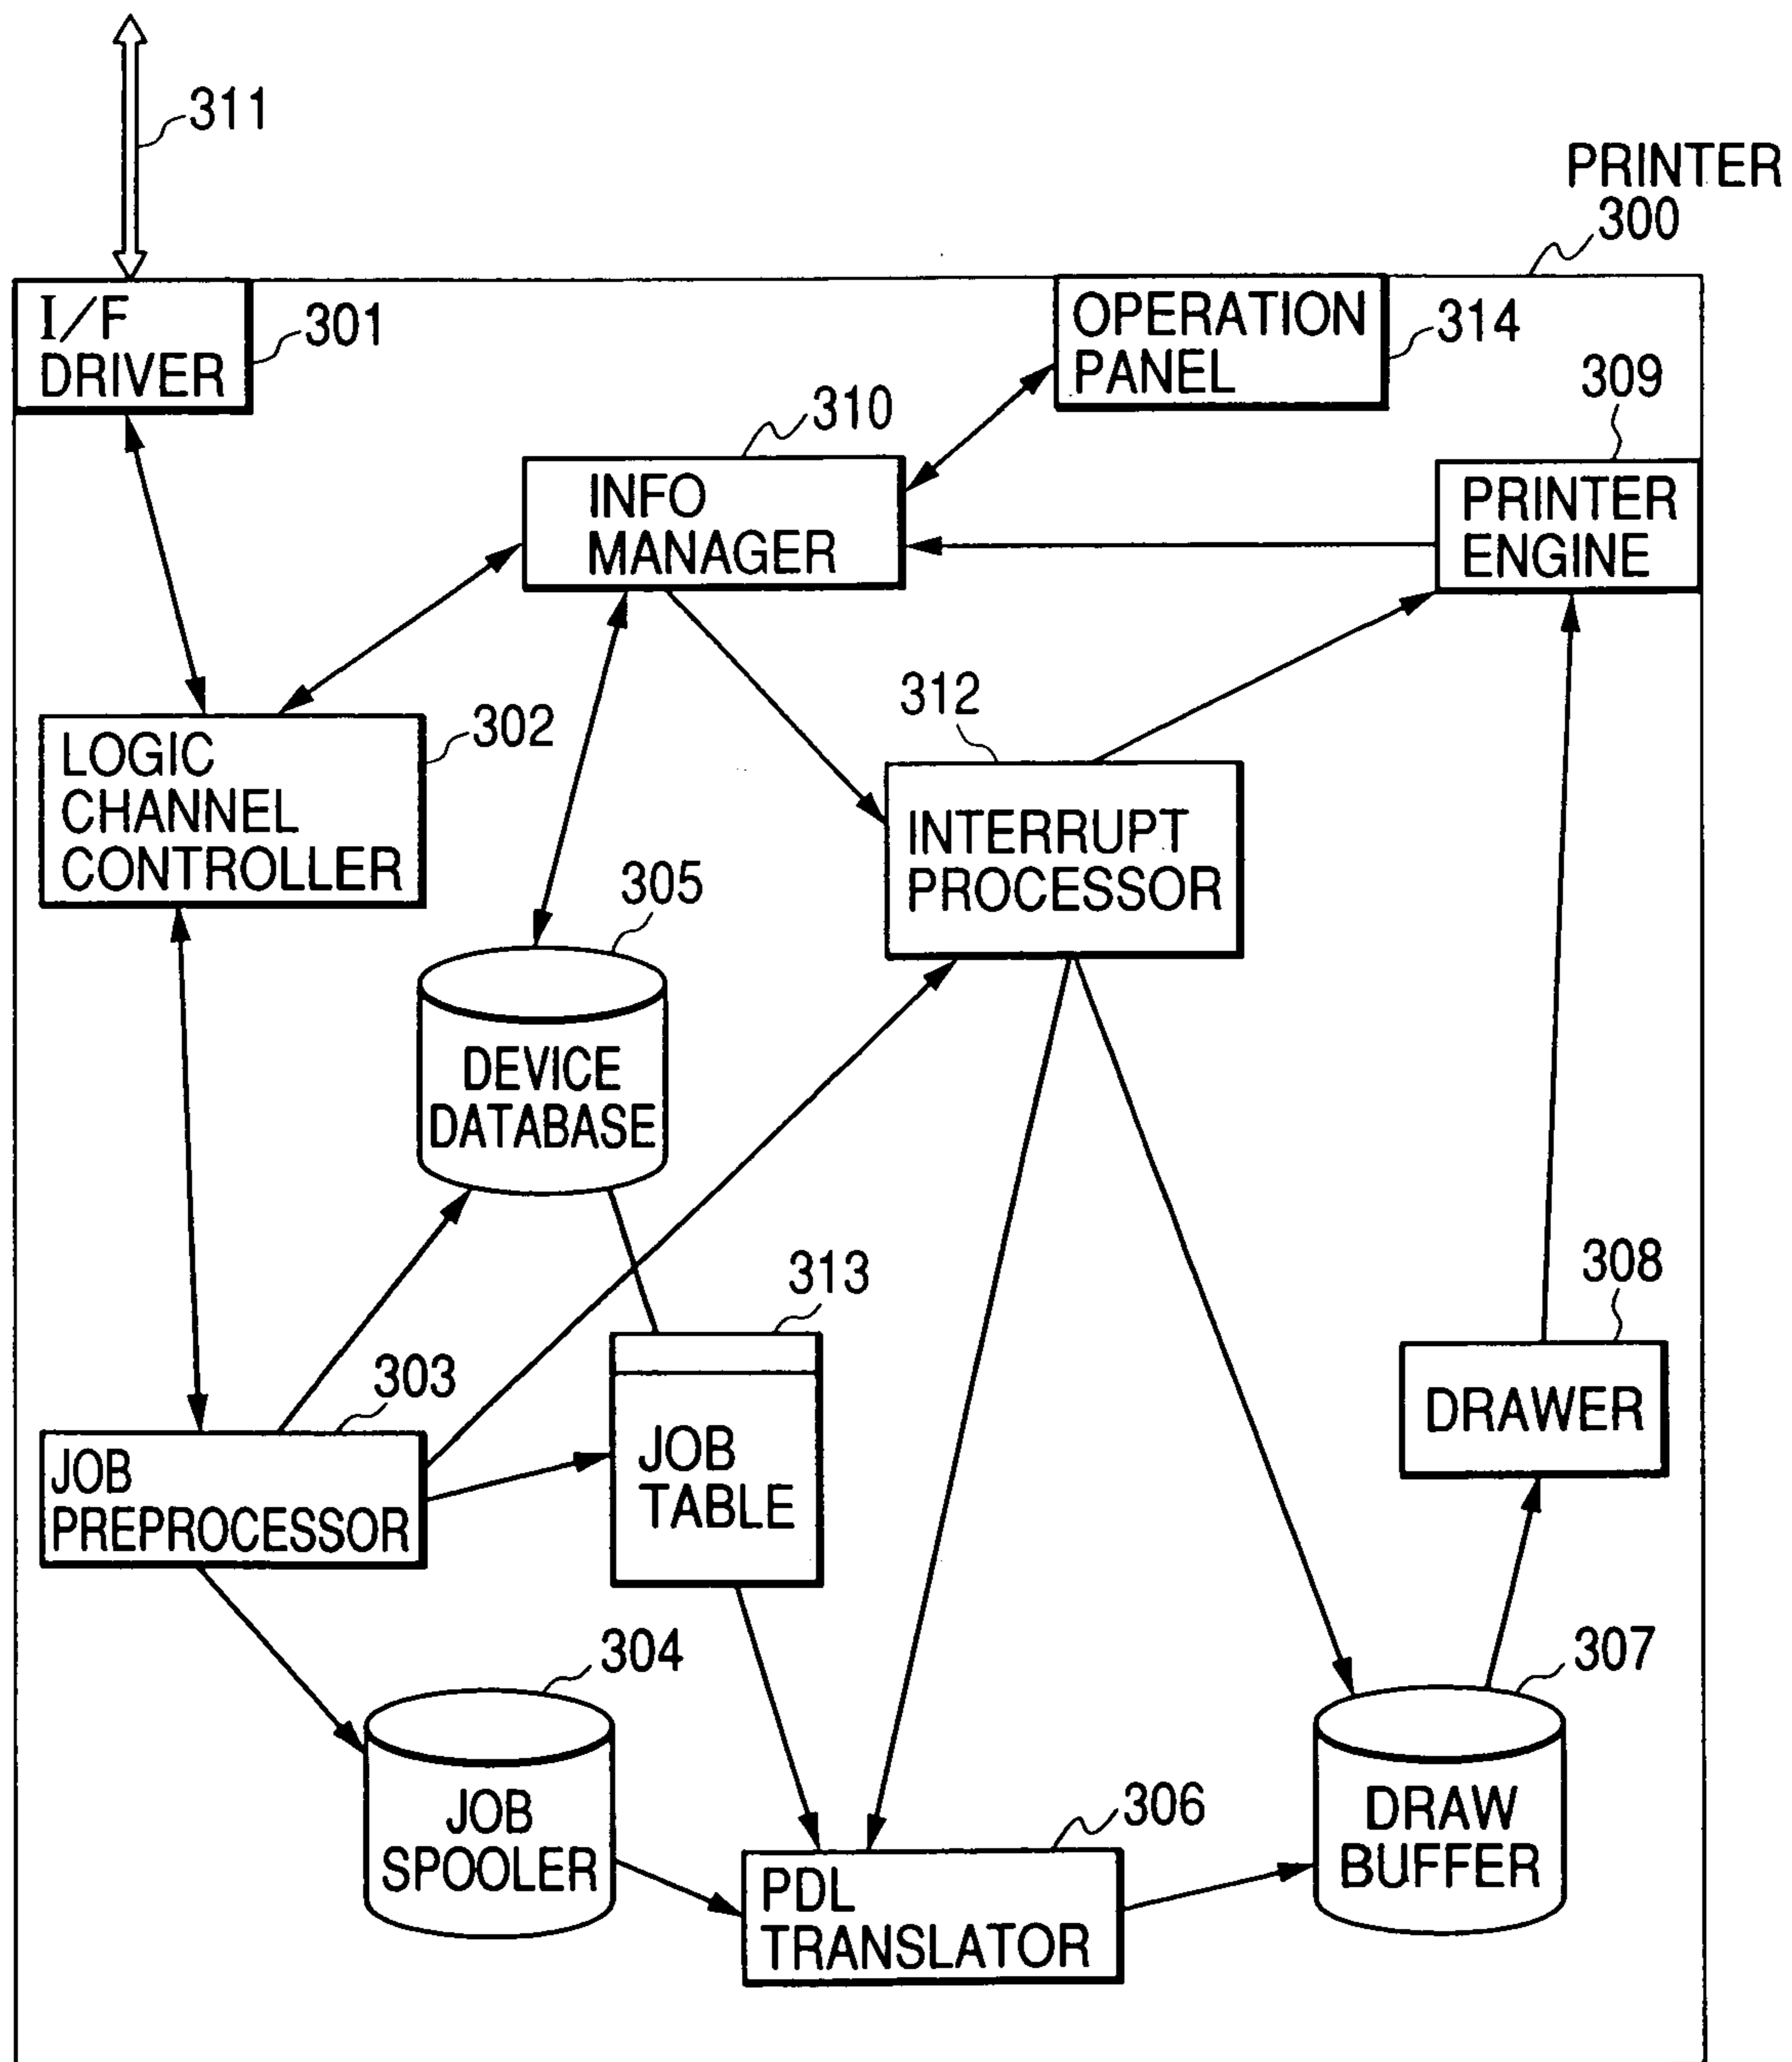 311
PRINTER
300
I/F
DRIVER
301
OPERATION
PANEL
314
310
309
INFO
MANAGER
PRINTER
ENGINE
LOGIC
CHANNEL
CONTROLLER
302
312
INTERRUPT
PROCESSOR
305
DEVICE
DATABASE
313
308
303
JOB
PREPROCESSOR
JOB
TABLE
DRAWER
304
307
JOB
SPOOLER
306
PDL
TRANSLATOR
DRAW
BUFFER